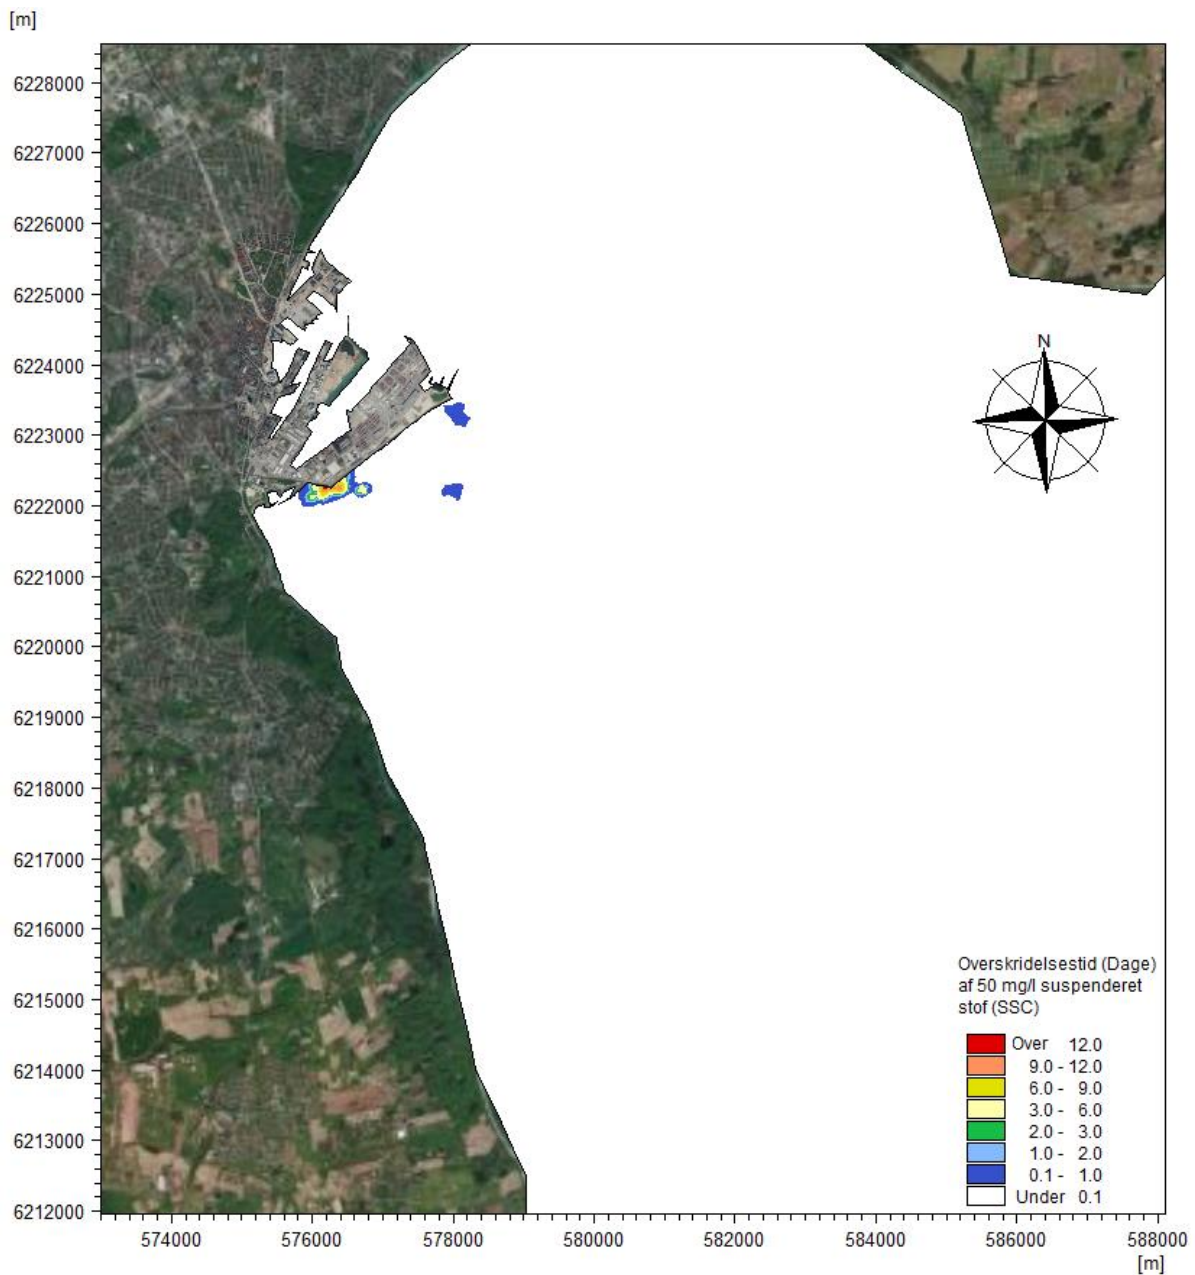 [m]
6228000
6227000
6226000
6225000
6224000
6223000
6222000
6221000
6220000
6219000
6218000
6217000
6216000
6215000
6214000
6213000
6212000
N
Overskridelsestid (Dage)
af 50 mg/l suspenderet
stof (SSC)
Over 12.0
9.0 - 12.0
6.0 - 9.0
3.0 - 6.0
2.0 - 3.0
1.0 - 2.0
0.1 - 1.0
Under 0.1
574000 576000 578000 580000 582000 584000 586000 588000
[m]